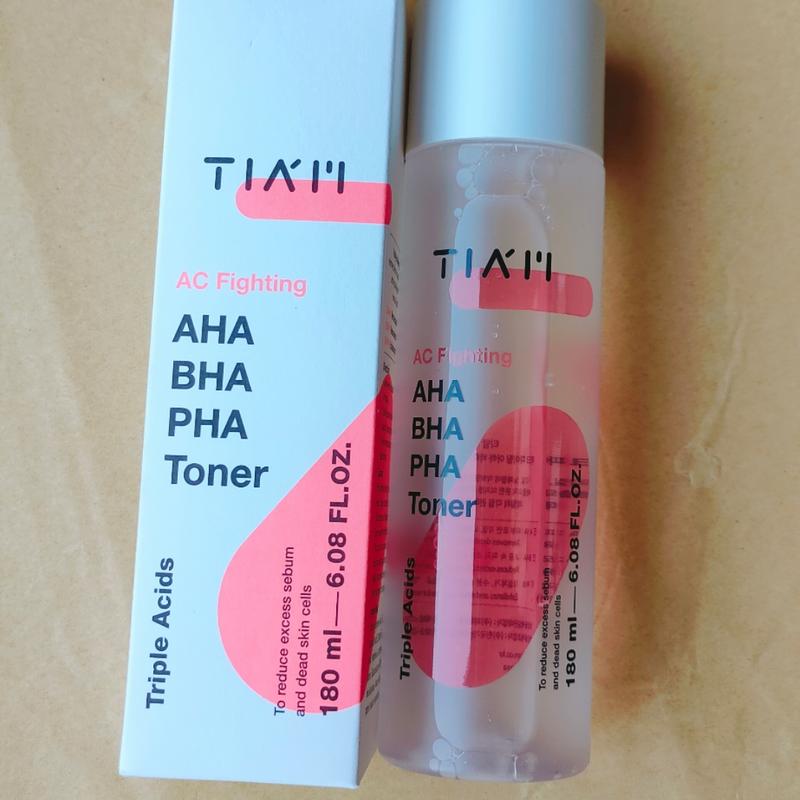 TIA'M
AC Fighting
AHA
BHA
PHA
Toner
Triple Acids
To reduce excess sebum
and dead skin cells
180 ml — 6.08 FL.OZ.
TIA'M
AC Fighting
AHA
BHA
PHA
Toner
Triple Acids
To reduce excess sebum
and dead skin cells
180 ml — 6.08 FL.OZ.